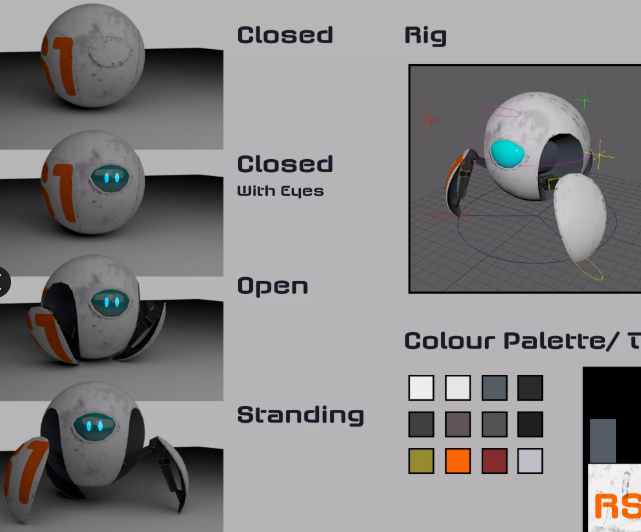 Closed
Rig
Closed
With Eyes
Open
Colour Palette/ T
Standing
RS